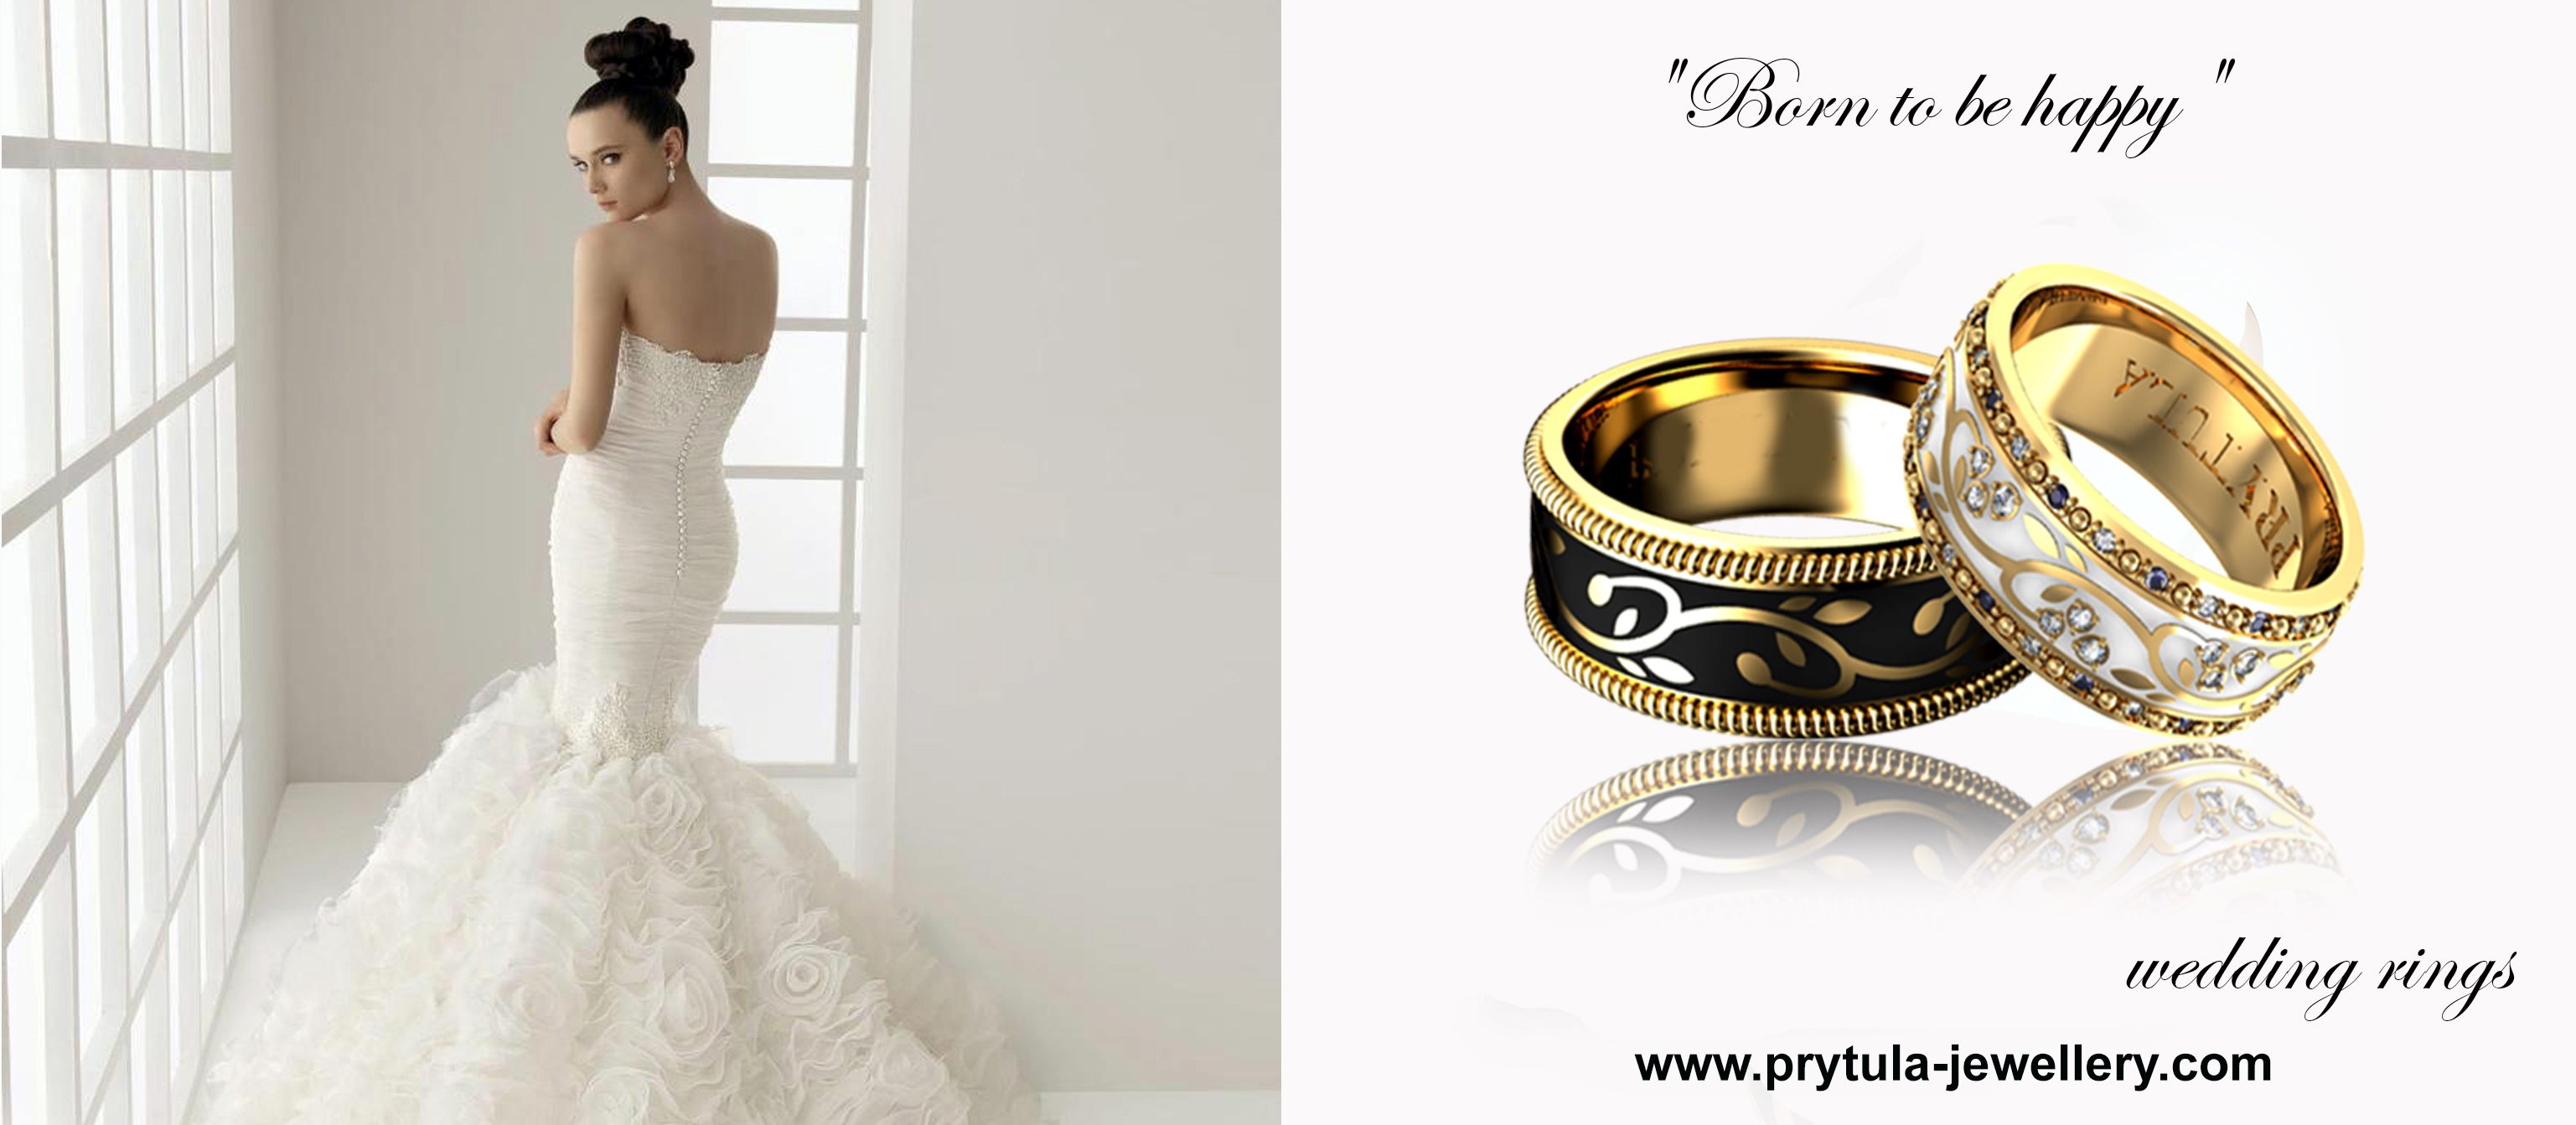 "Born to be happy "
PRYTULA
wedding rings
www.prytula-jewellery.com